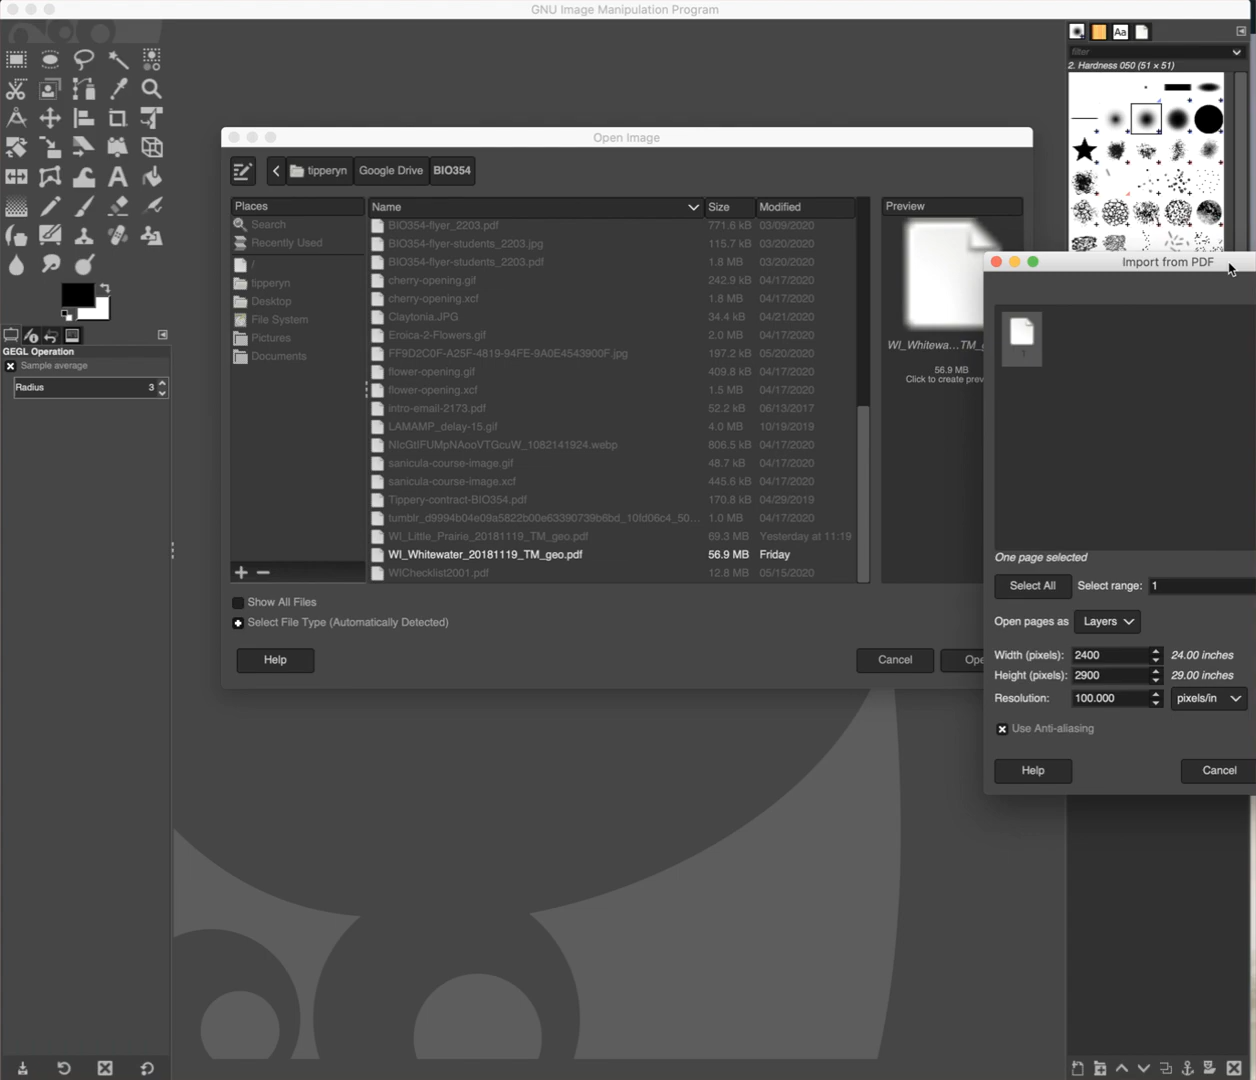 GNU Image Manipulation Program
Aa
filter
2. Hardness 050 (51 × 51)
Open Image
tipperyn
Google Drive
BIO354
Places
Search
Recently Used
/
tipperyn
Desktop
File System
Pictures
Documents
Name Size Modified
BIO354-flyer_2203.pdf 771.6 kB 03/09/2020
BIO354-flyer-students_2203.jpg 115.7 kB 03/20/2020
BIO354-flyer-students_2203.pdf 1.8 MB 03/20/2020
cherry-opening.gif 242.9 kB 04/17/2020
cherry-opening.xcf 1.8 MB 04/17/2020
Claytonia.JPG 34.4 kB 04/21/2020
Eroica-2-Flowers.gif 2.0 MB 04/17/2020
FF9D2C0F-A25F-4819-94FE-9A0E4543900F.jpg 197.2 kB 05/20/2020
flower-opening.gif 409.8 kB 04/17/2020
flower-opening.xcf 1.5 MB 04/17/2020
intro-email-2173.pdf 52.2 kB 06/13/2017
LAMAMP_delay-15.gif 4.0 MB 10/19/2019
NIcGtIFUMpNAooVTGcuW_1082141924.webp 806.5 kB 04/17/2020
sanicula-course-image.gif 48.7 kB 04/17/2020
sanicula-course-image.xcf 445.6 kB 04/17/2020
Tippery-contract-BIO354.pdf 170.8 kB 04/29/2019
tumblr_d9994b04e09a5822b00e63390739b6bd_10fd06c4_50... 1.0 MB 04/17/2020
WI_Little_Prairie_20181119_TM_geo.pdf 69.3 MB Yesterday at 11:19
WI_Whitewater_20181119_TM_geo.pdf 56.9 MB Friday
WIChecklist2001.pdf 12.8 MB 05/15/2020
Preview
WI_Whitewa...TM_g
56.9 MB
Click to create prev
Show All Files
Select File Type (Automatically Detected)
Help
Cancel
Ope
Import from PDF
1
One page selected
Select All
Select range: 1
Open pages as Layers
Width (pixels): 2400 24.00 inches
Height (pixels): 2900 29.00 inches
Resolution: 100.000 pixels/in
Use Anti-aliasing
Help
Cancel
GEGL Operation
Sample average
Radius 3